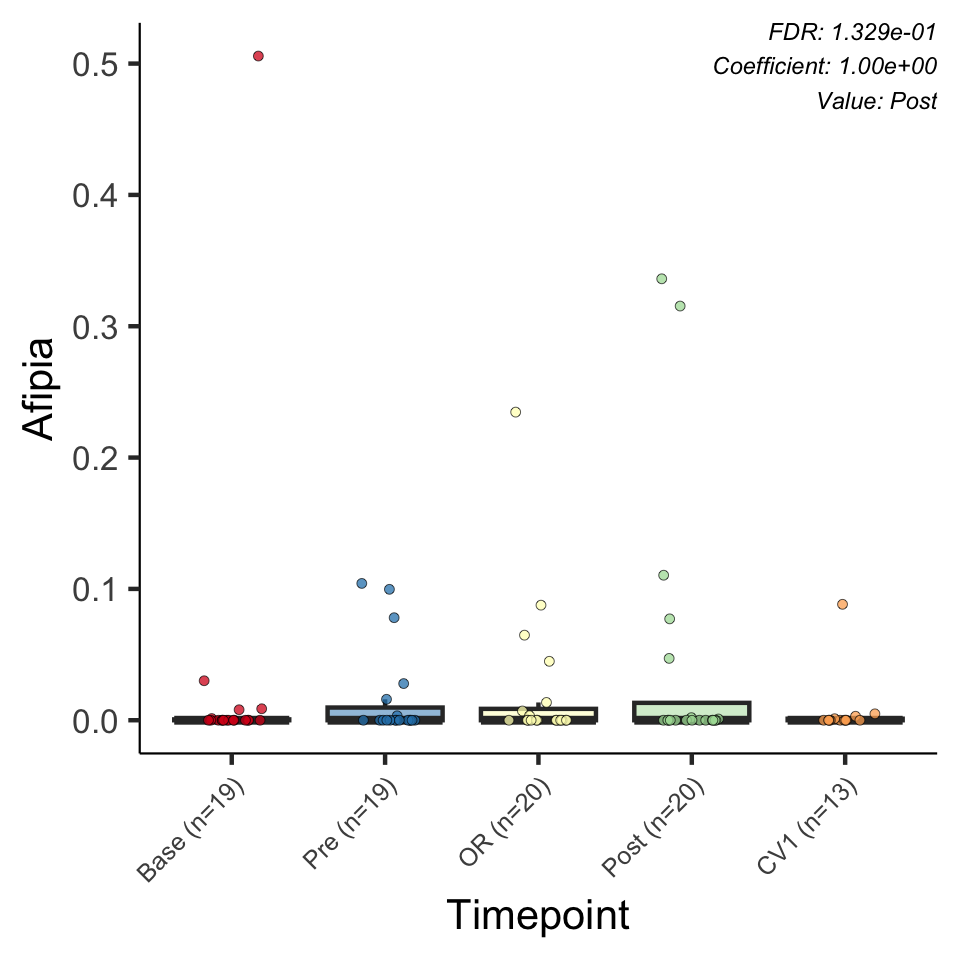 FDR: 1.329e-01
Coefficient: 1.00e+00
Value: Post
0.5
0.4
0.3
0.2
0.1
0.0
Afipia
Base (n=19)
Pre (n=19)
OR (n=20)
Post (n=20)
CV1 (n=13)
Timepoint